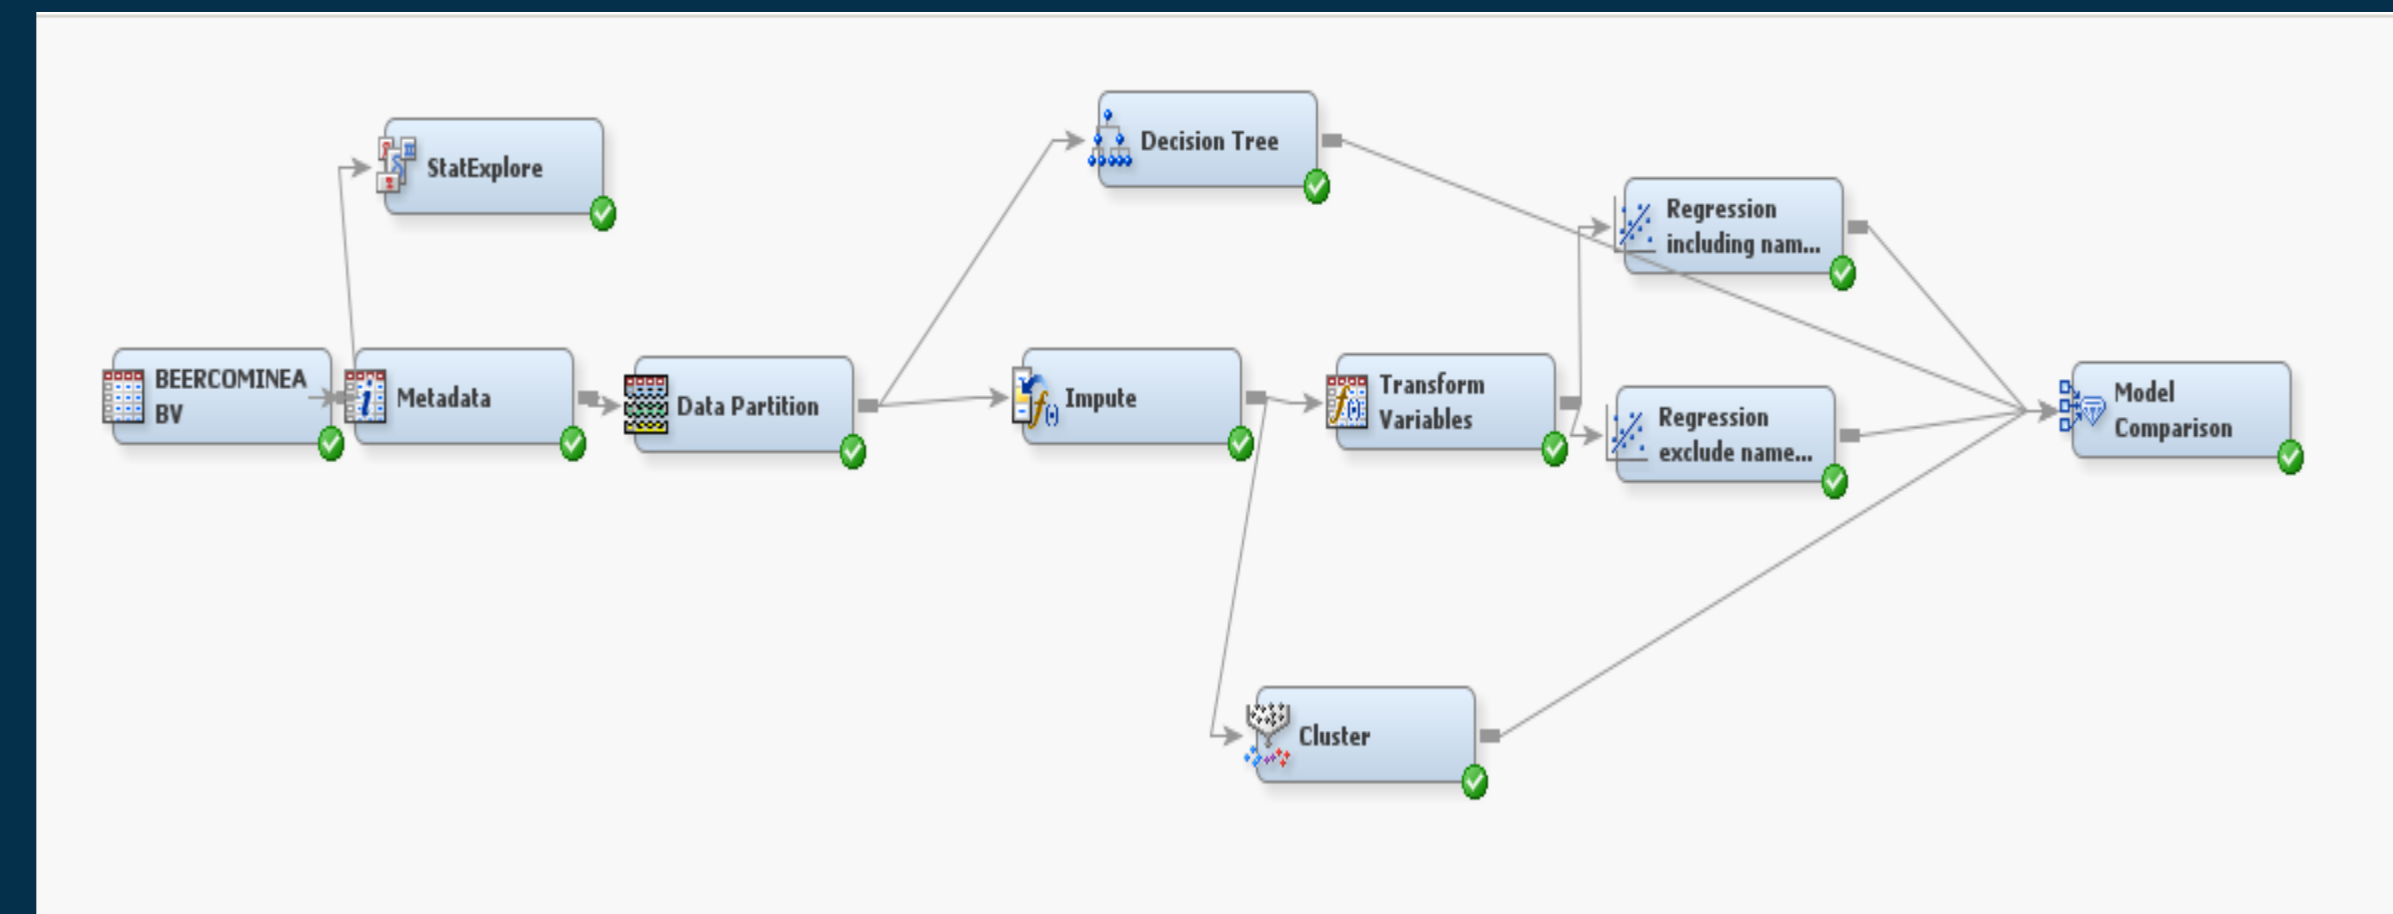 StatExplore
Decision Tree
Regression
including nam...
BEERCOMINEA
BV
Metadata
Data Partition
Impute
Transform
Variables
Regression
exclude name...
Model
Comparison
Cluster